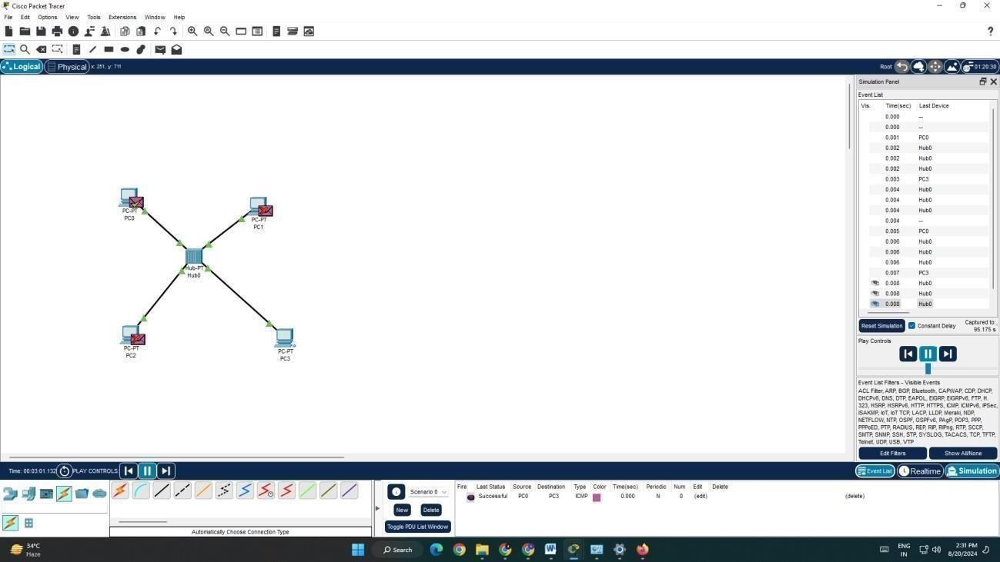 Cisco Packet Tracer
File Edit Options View Tools Extensions Window Help
?
Logical Physical x: 251, y: 711 Root 01:20:30
Simulation Panel
Event List
Vis. Time(sec) Last Device
0.000 --
0.000 --
0.001 PC0
0.002 Hub0
0.002 Hub0
0.002 Hub0
0.003 PC3
0.004 Hub0
0.004 Hub0
0.004 Hub0
0.004 --
0.005 PC0
0.006 Hub0
0.006 Hub0
0.006 Hub0
0.007 PC3
0.008 Hub0
0.008 Hub0
0.008 Hub0
PC-PT
PC0
PC-PT
PC1
Hub-PT
Hub0
PC-PT
PC2
PC-PT
PC3
Reset Simulation Constant Delay Captured to:
95.175 s
Play Controls
Event List Filters - Visible Events
ACL Filter, ARP, BGP, Bluetooth, CAPWAP, CDP, DHCP,
DHCPv6, DNS, DTP, EAPOL, EIGRP, EIGRPv6, FTP, H.
323, HSRP, HSRPv6, HTTP, HTTPS, ICMP, ICMPv6, IPSec,
ISAKMP, IoT, IoT TCP, LACP, LLDP, Meraki, NDP,
NETFLOW, NTP, OSPF, OSPFv6, PAgP, POP3, PPP,
PPPoED, PTP, RADIUS, REP, RIP, RIPng, RTP, SCCP,
SMTP, SNMP, SSH, STP, SYSLOG, TACACS, TCP, TFTP,
Telnet, UDP, USB, VTP
Edit Filters Show All/None
Time: 00:03:01.132 PLAY CONTROLS: Event List Realtime Simulation
Scenario 0
New Delete
Toggle PDU List Window
Fire Last Status Source Destination Type Color Time(sec) Periodic Num Edit Delete
Successful PC0 PC3 ICMP 0.000 N 0 (edit) (delete)
Automatically Choose Connection Type
34°C
Haze
Search
ENG
IN
2:31 PM
8/20/2024